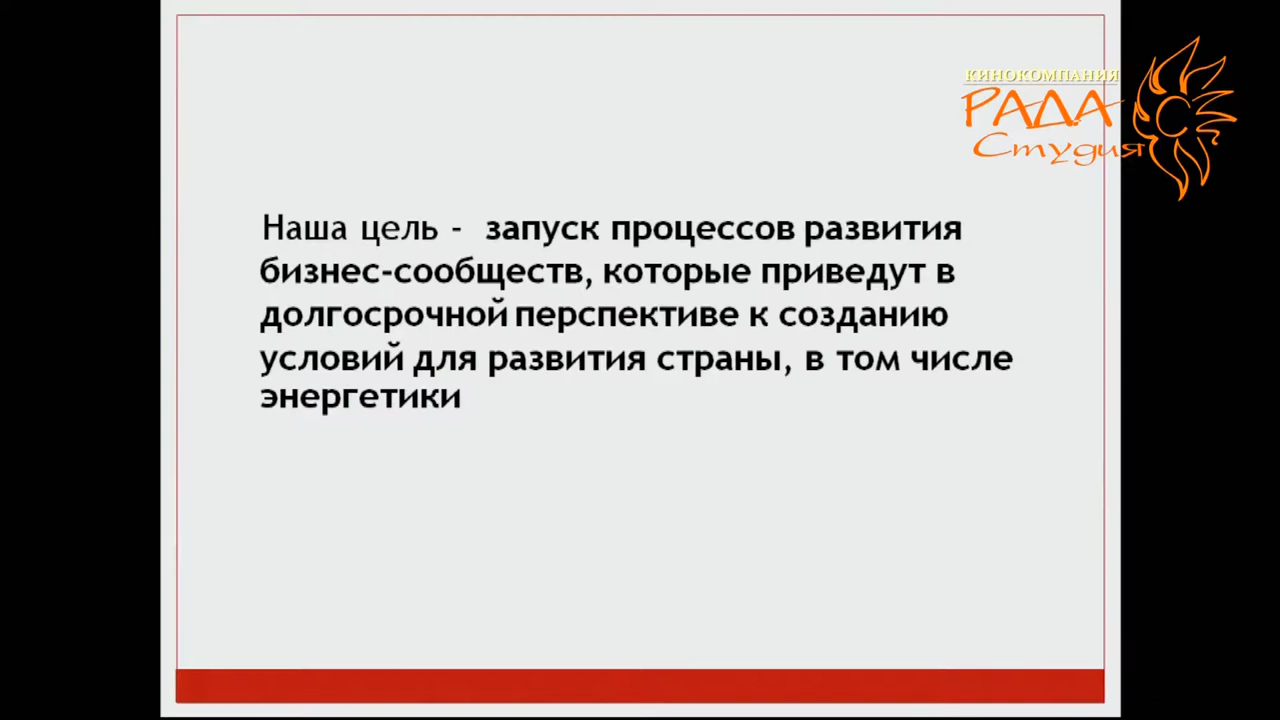 КИНОКОМПАНИЯ
РАДА
Студия
Наша цель - запуск процессов развития
бизнес-сообществ, которые приведут в
долгосрочной перспективе к созданию
условий для развития страны, в том числе
энергетики